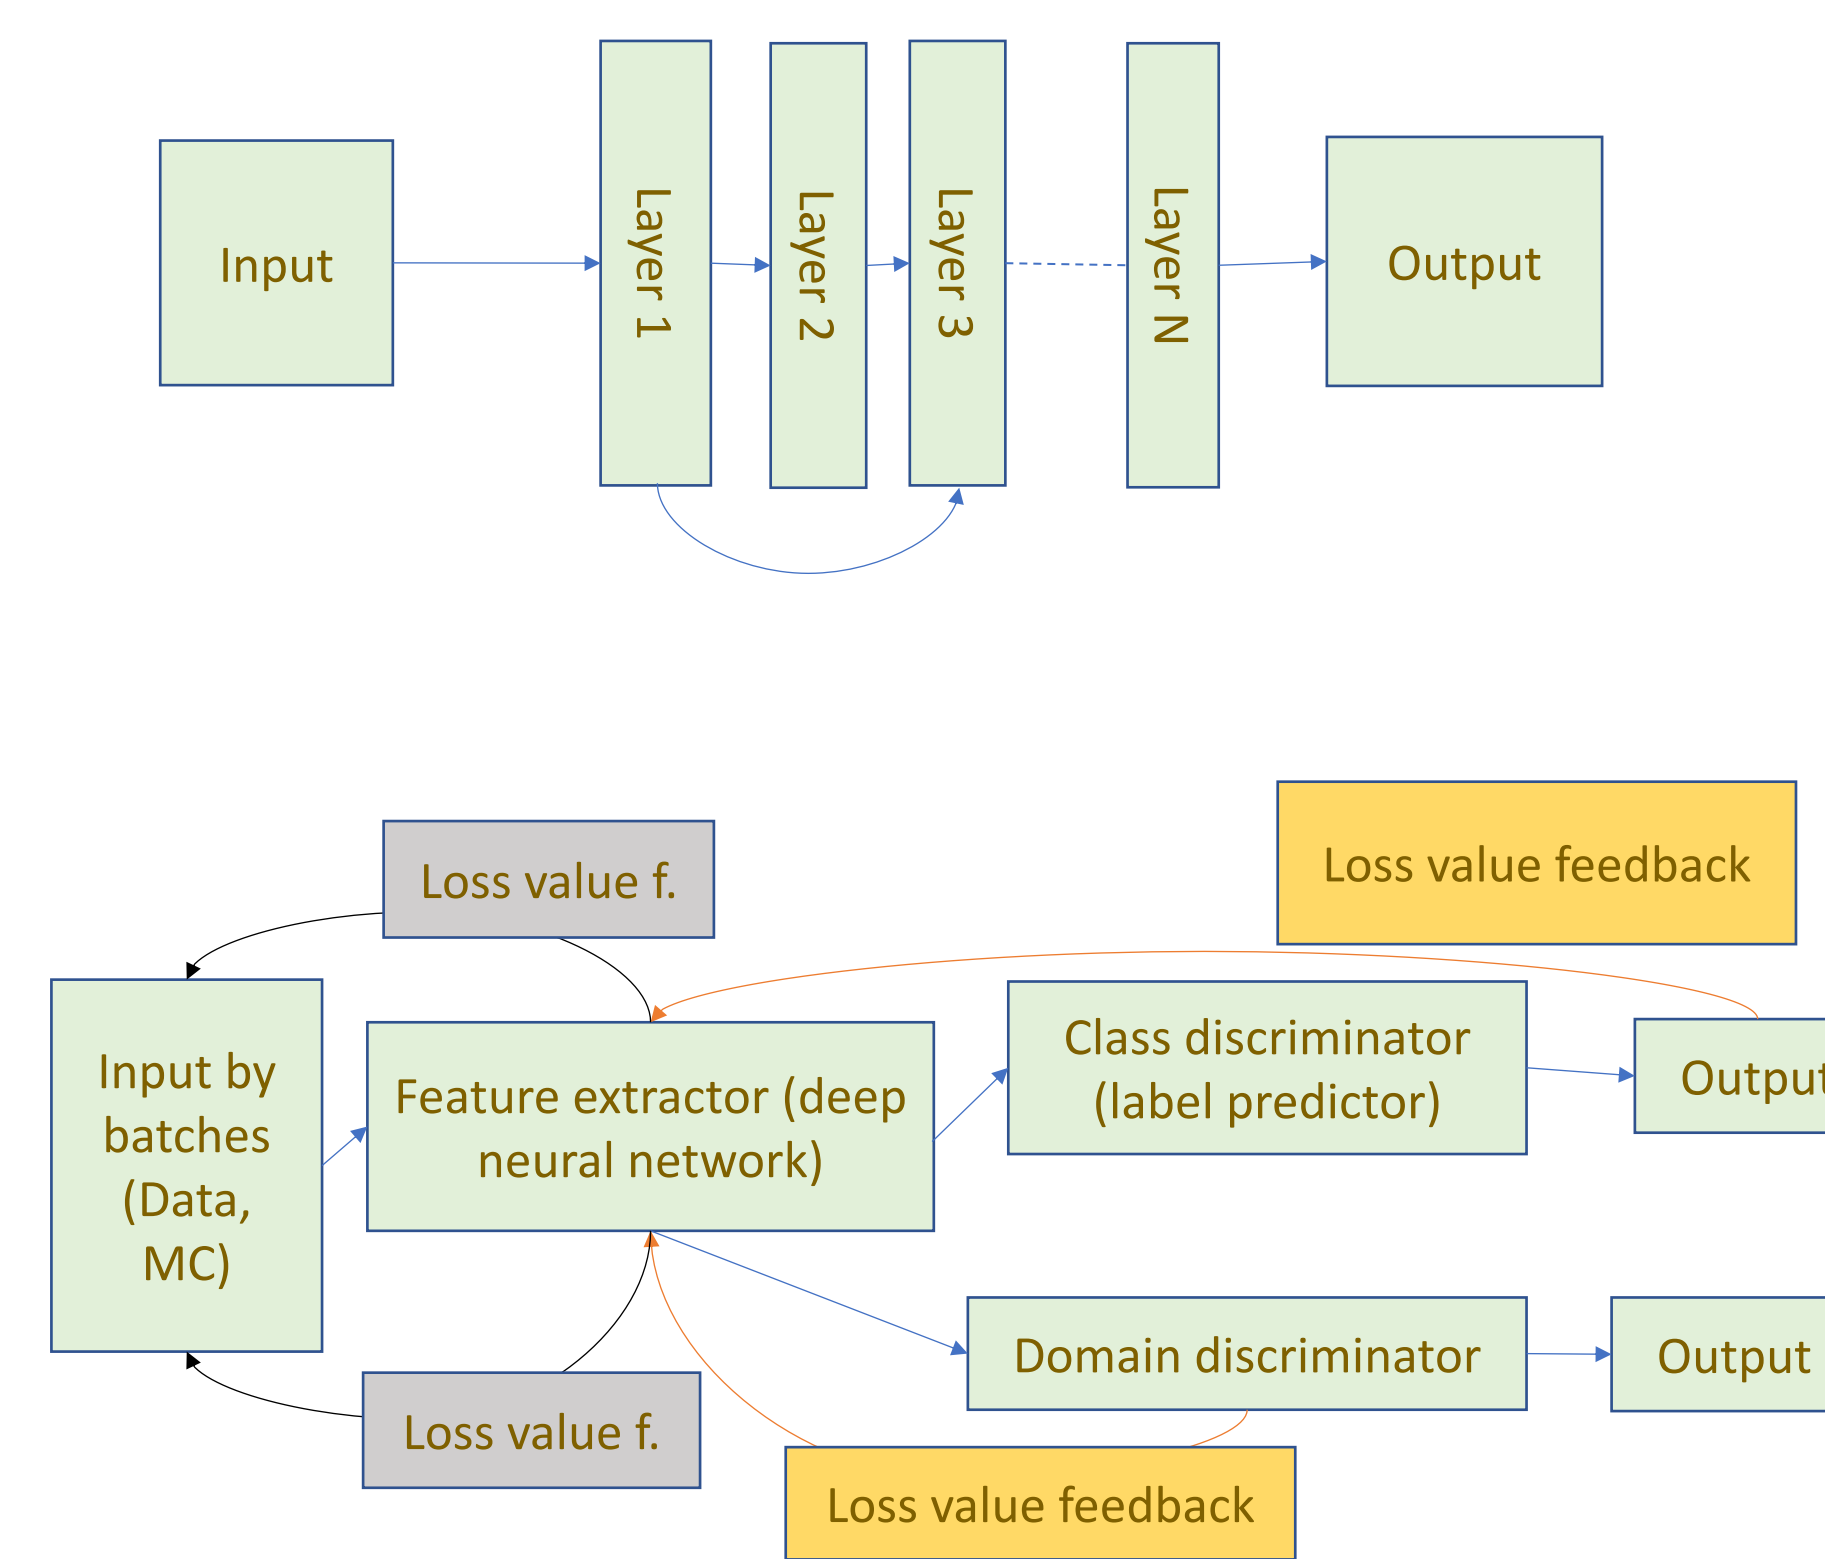 Input
Layer 1
Layer 2
Layer 3
Layer N
Output
Loss value feedback
Loss value f.
Input by
batches
(Data,
MC)
Feature extractor (deep
neural network)
Class discriminator
(label predictor)
Output
Domain discriminator
Output
Loss value f.
Loss value feedback